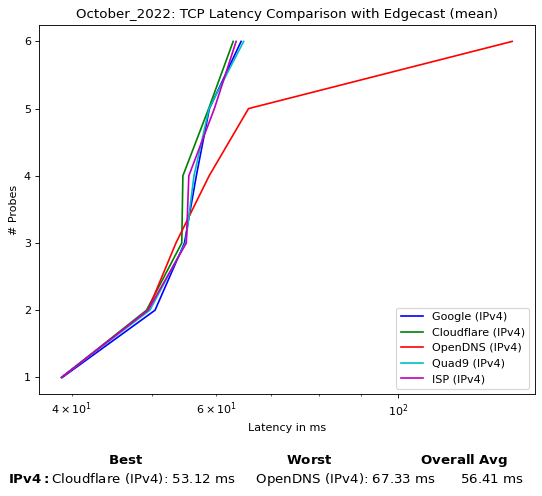 October_2022: TCP Latency Comparison with Edgecast (mean)
6
5
4
3
2
1
# Probes
Google (IPv4)
Cloudflare (IPv4)
OpenDNS (IPv4)
Quad9 (IPv4)
ISP (IPv4)
4 × 10¹ 6 × 10¹ 10²
Latency in ms
Best Worst Overall Avg
IPv4: Cloudflare (IPv4): 53.12 ms OpenDNS (IPv4): 67.33 ms 56.41 ms